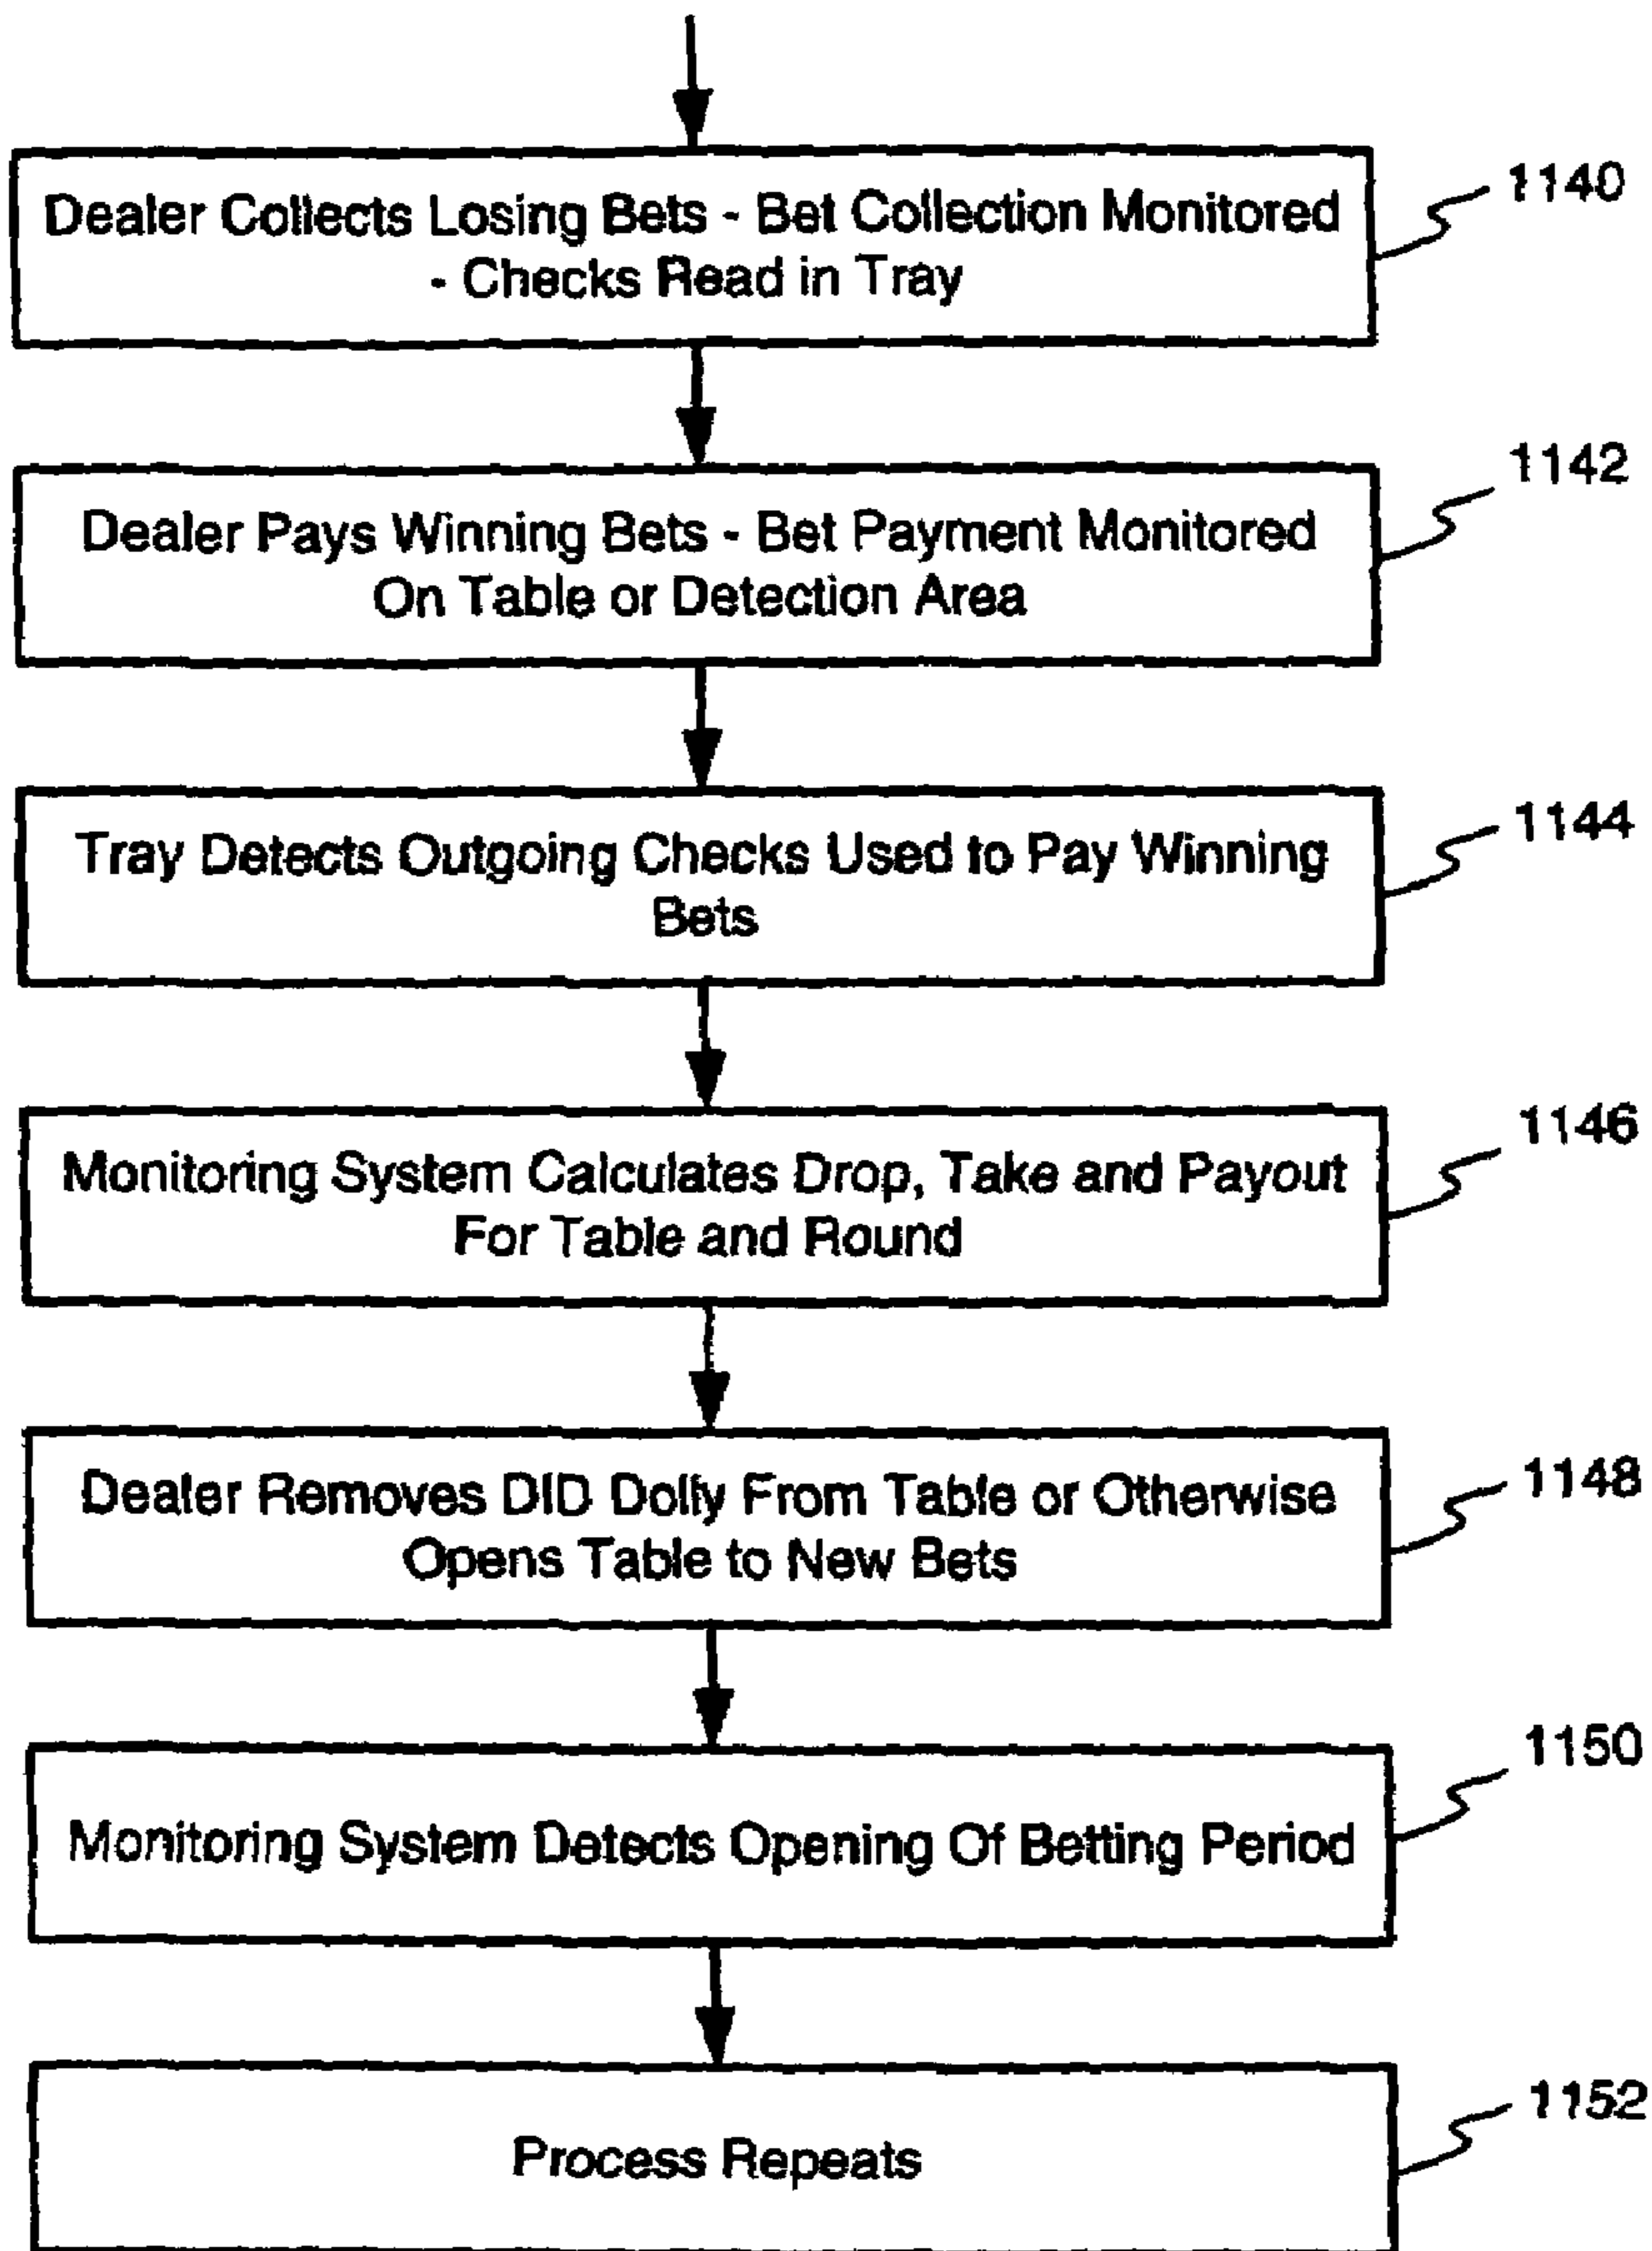 Dealer Collects Losing Bets - Bet Collection Monitored
- Checks Read in Tray
1140
Dealer Pays Winning Bets - Bet Payment Monitored
On Table or Detection Area
1142
Tray Detects Outgoing Checks Used to Pay Winning
Bets
1144
Monitoring System Calculates Drop, Take and Payout
For Table and Round
1146
Dealer Removes DID Dolly From Table or Otherwise
Opens Table to New Bets
1148
Monitoring System Detects Opening Of Betting Period
1150
Process Repeats
1152